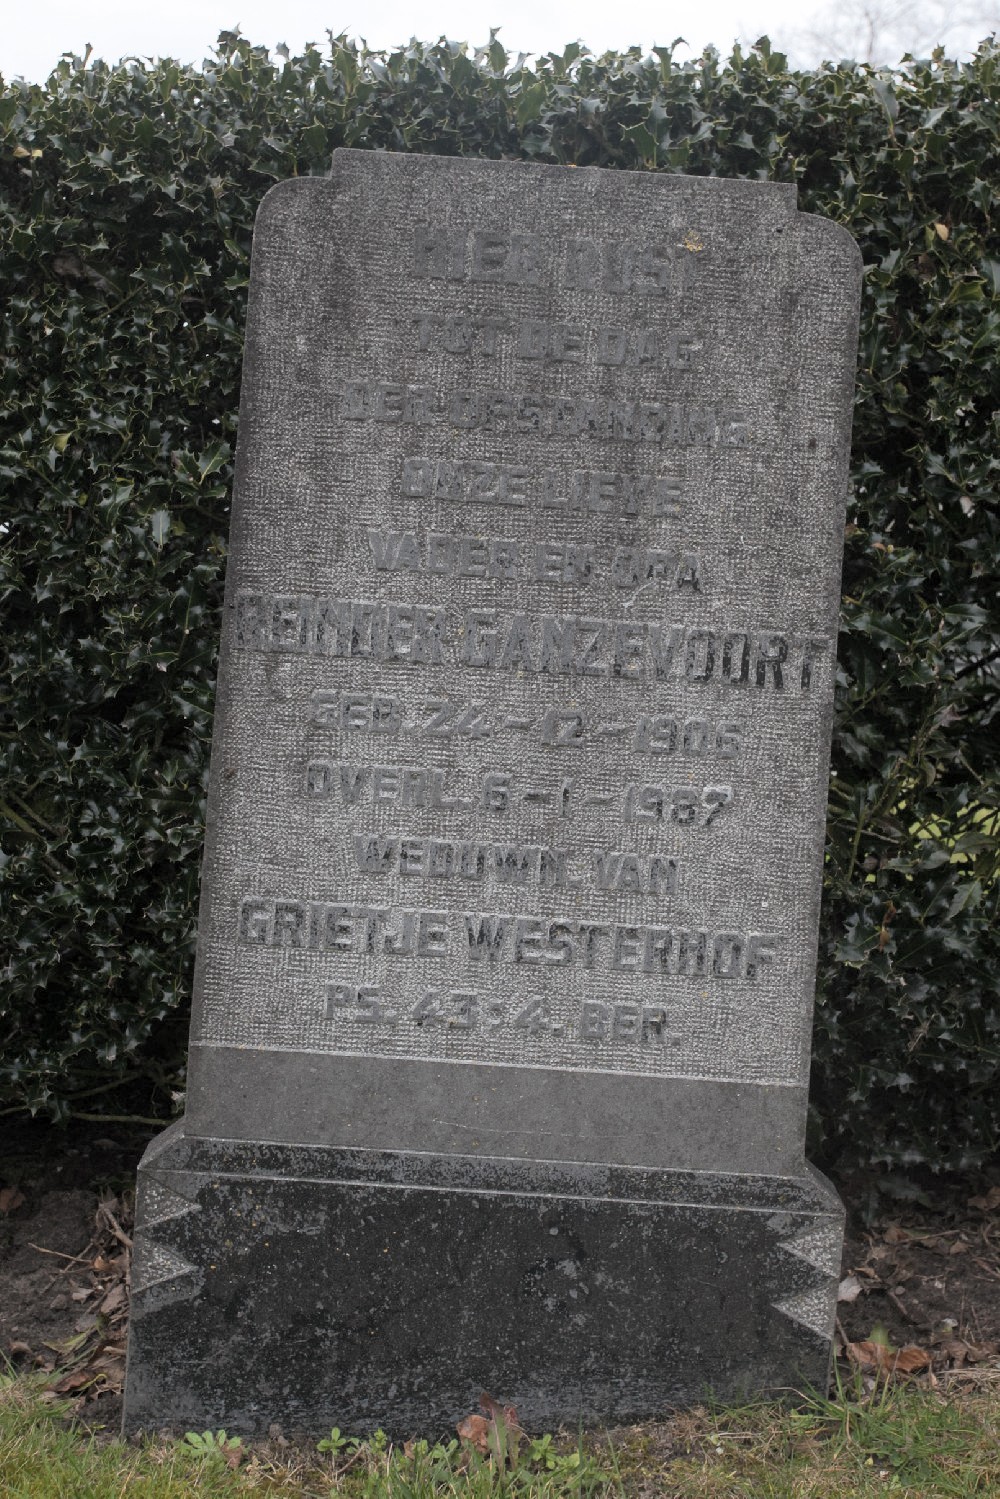 HIER RUST
TOT DE DAG
DER OPSTANDING
ONZE LIEVE
VADER EN OPA
REINDER GANZEVOORT
GEB. 24-12-1905
OVERL. 6-1-1987
WEDUWN. VAN
GRIETJE WESTERHOF
PS. 43:4. BER.